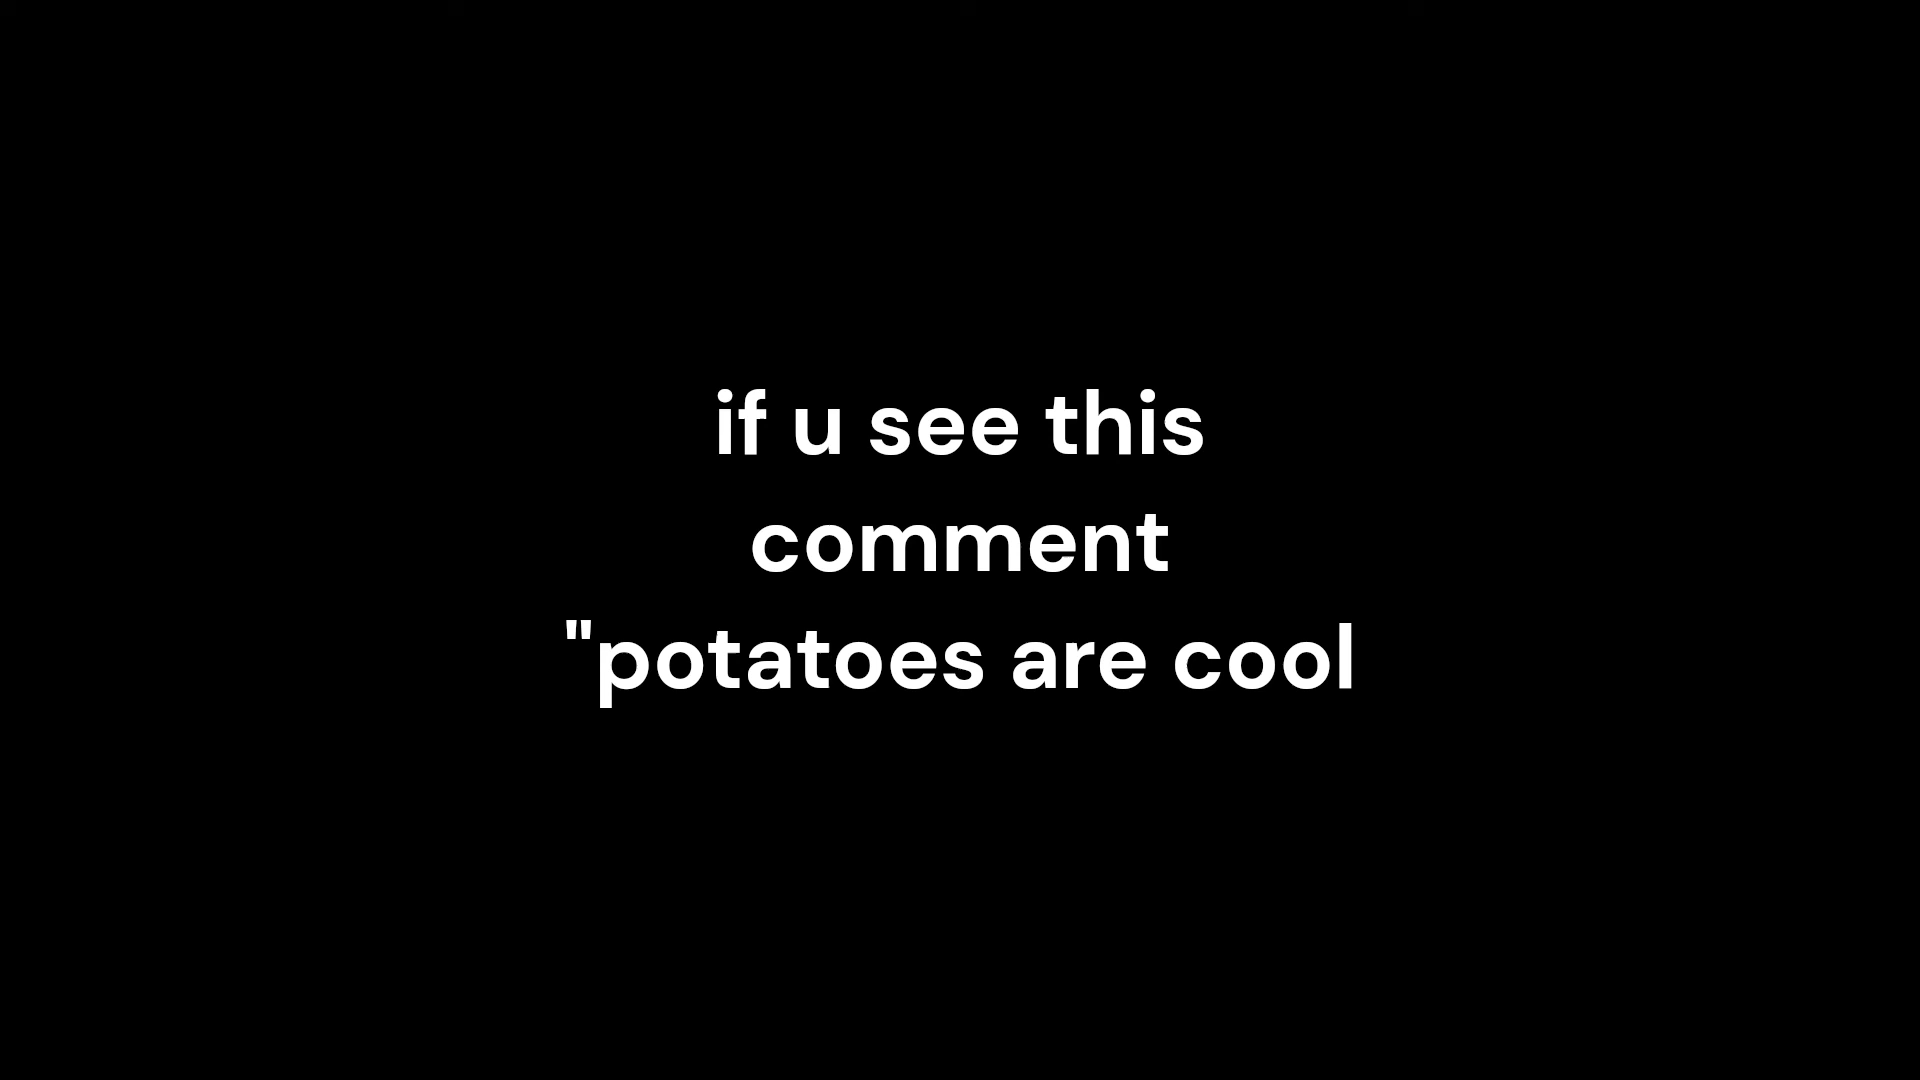 if u see this
comment
"potatoes are cool